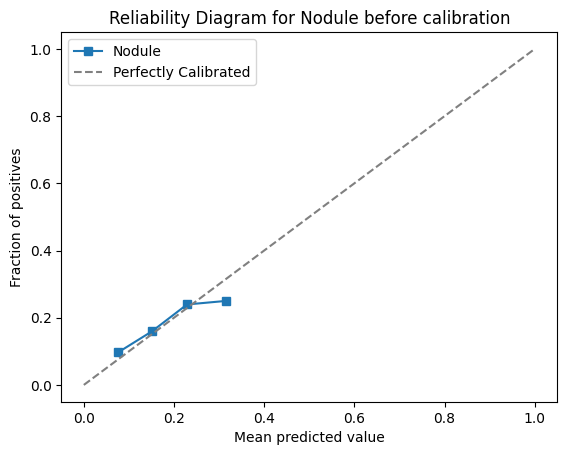 Reliability Diagram for Nodule before calibration
Nodule
Perfectly Calibrated
Fraction of positives
1.0
0.8
0.6
0.4
0.2
0.0
0.0 0.2 0.4 0.6 0.8 1.0
Mean predicted value